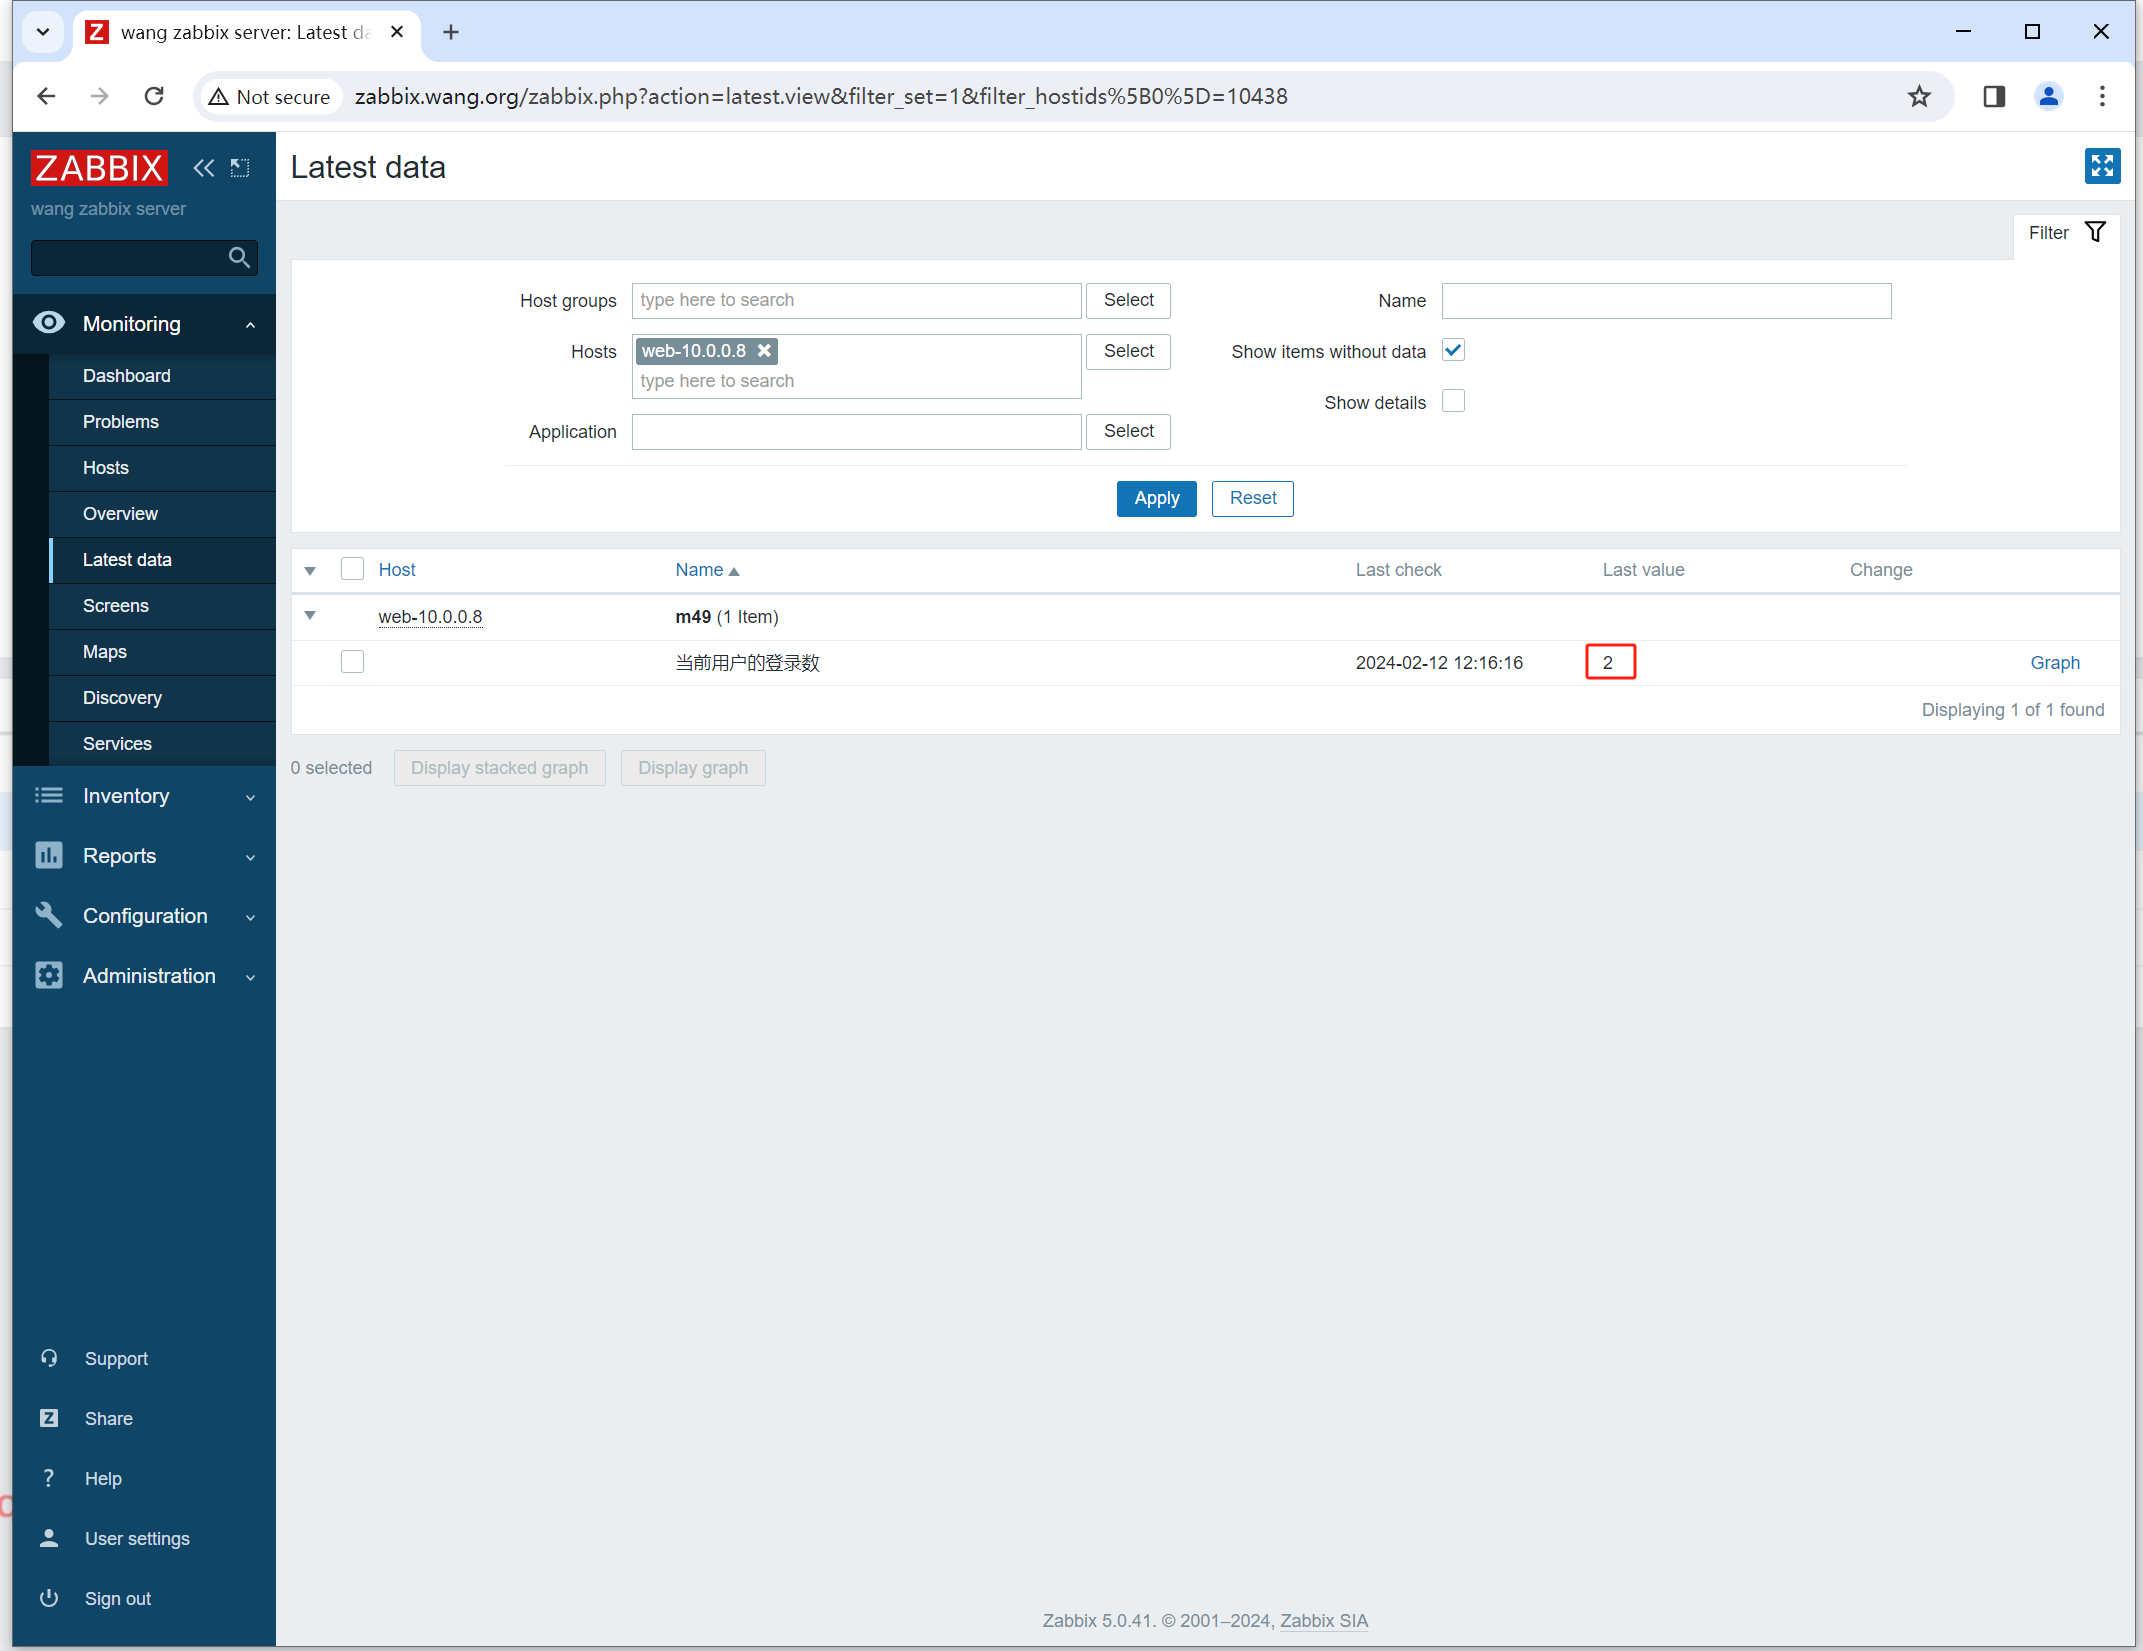 wang zabbix server: Latest da
Not secure zabbix.wang.org/zabbix.php?action=latest.view&filter_set=1&filter_hostids%5B0%5D=10438
ZABBIX
wang zabbix server
Monitoring
Dashboard
Problems
Hosts
Overview
Latest data
Screens
Maps
Discovery
Services
Inventory
Reports
Configuration
Administration
Support
Share
Help
User settings
Sign out
Latest data
Filter
Host groups type here to search Select Name
Hosts web-10.0.0.8 Select Show items without data
type here to search
Show details
Application Select
Apply Reset
Host Name Last check Last value Change
web-10.0.0.8 m49 (1 Item)
当前用户的登录数 2024-02-12 12:16:16 2 Graph
Displaying 1 of 1 found
0 selected Display stacked graph Display graph
Zabbix 5.0.41. © 2001–2024, Zabbix SIA